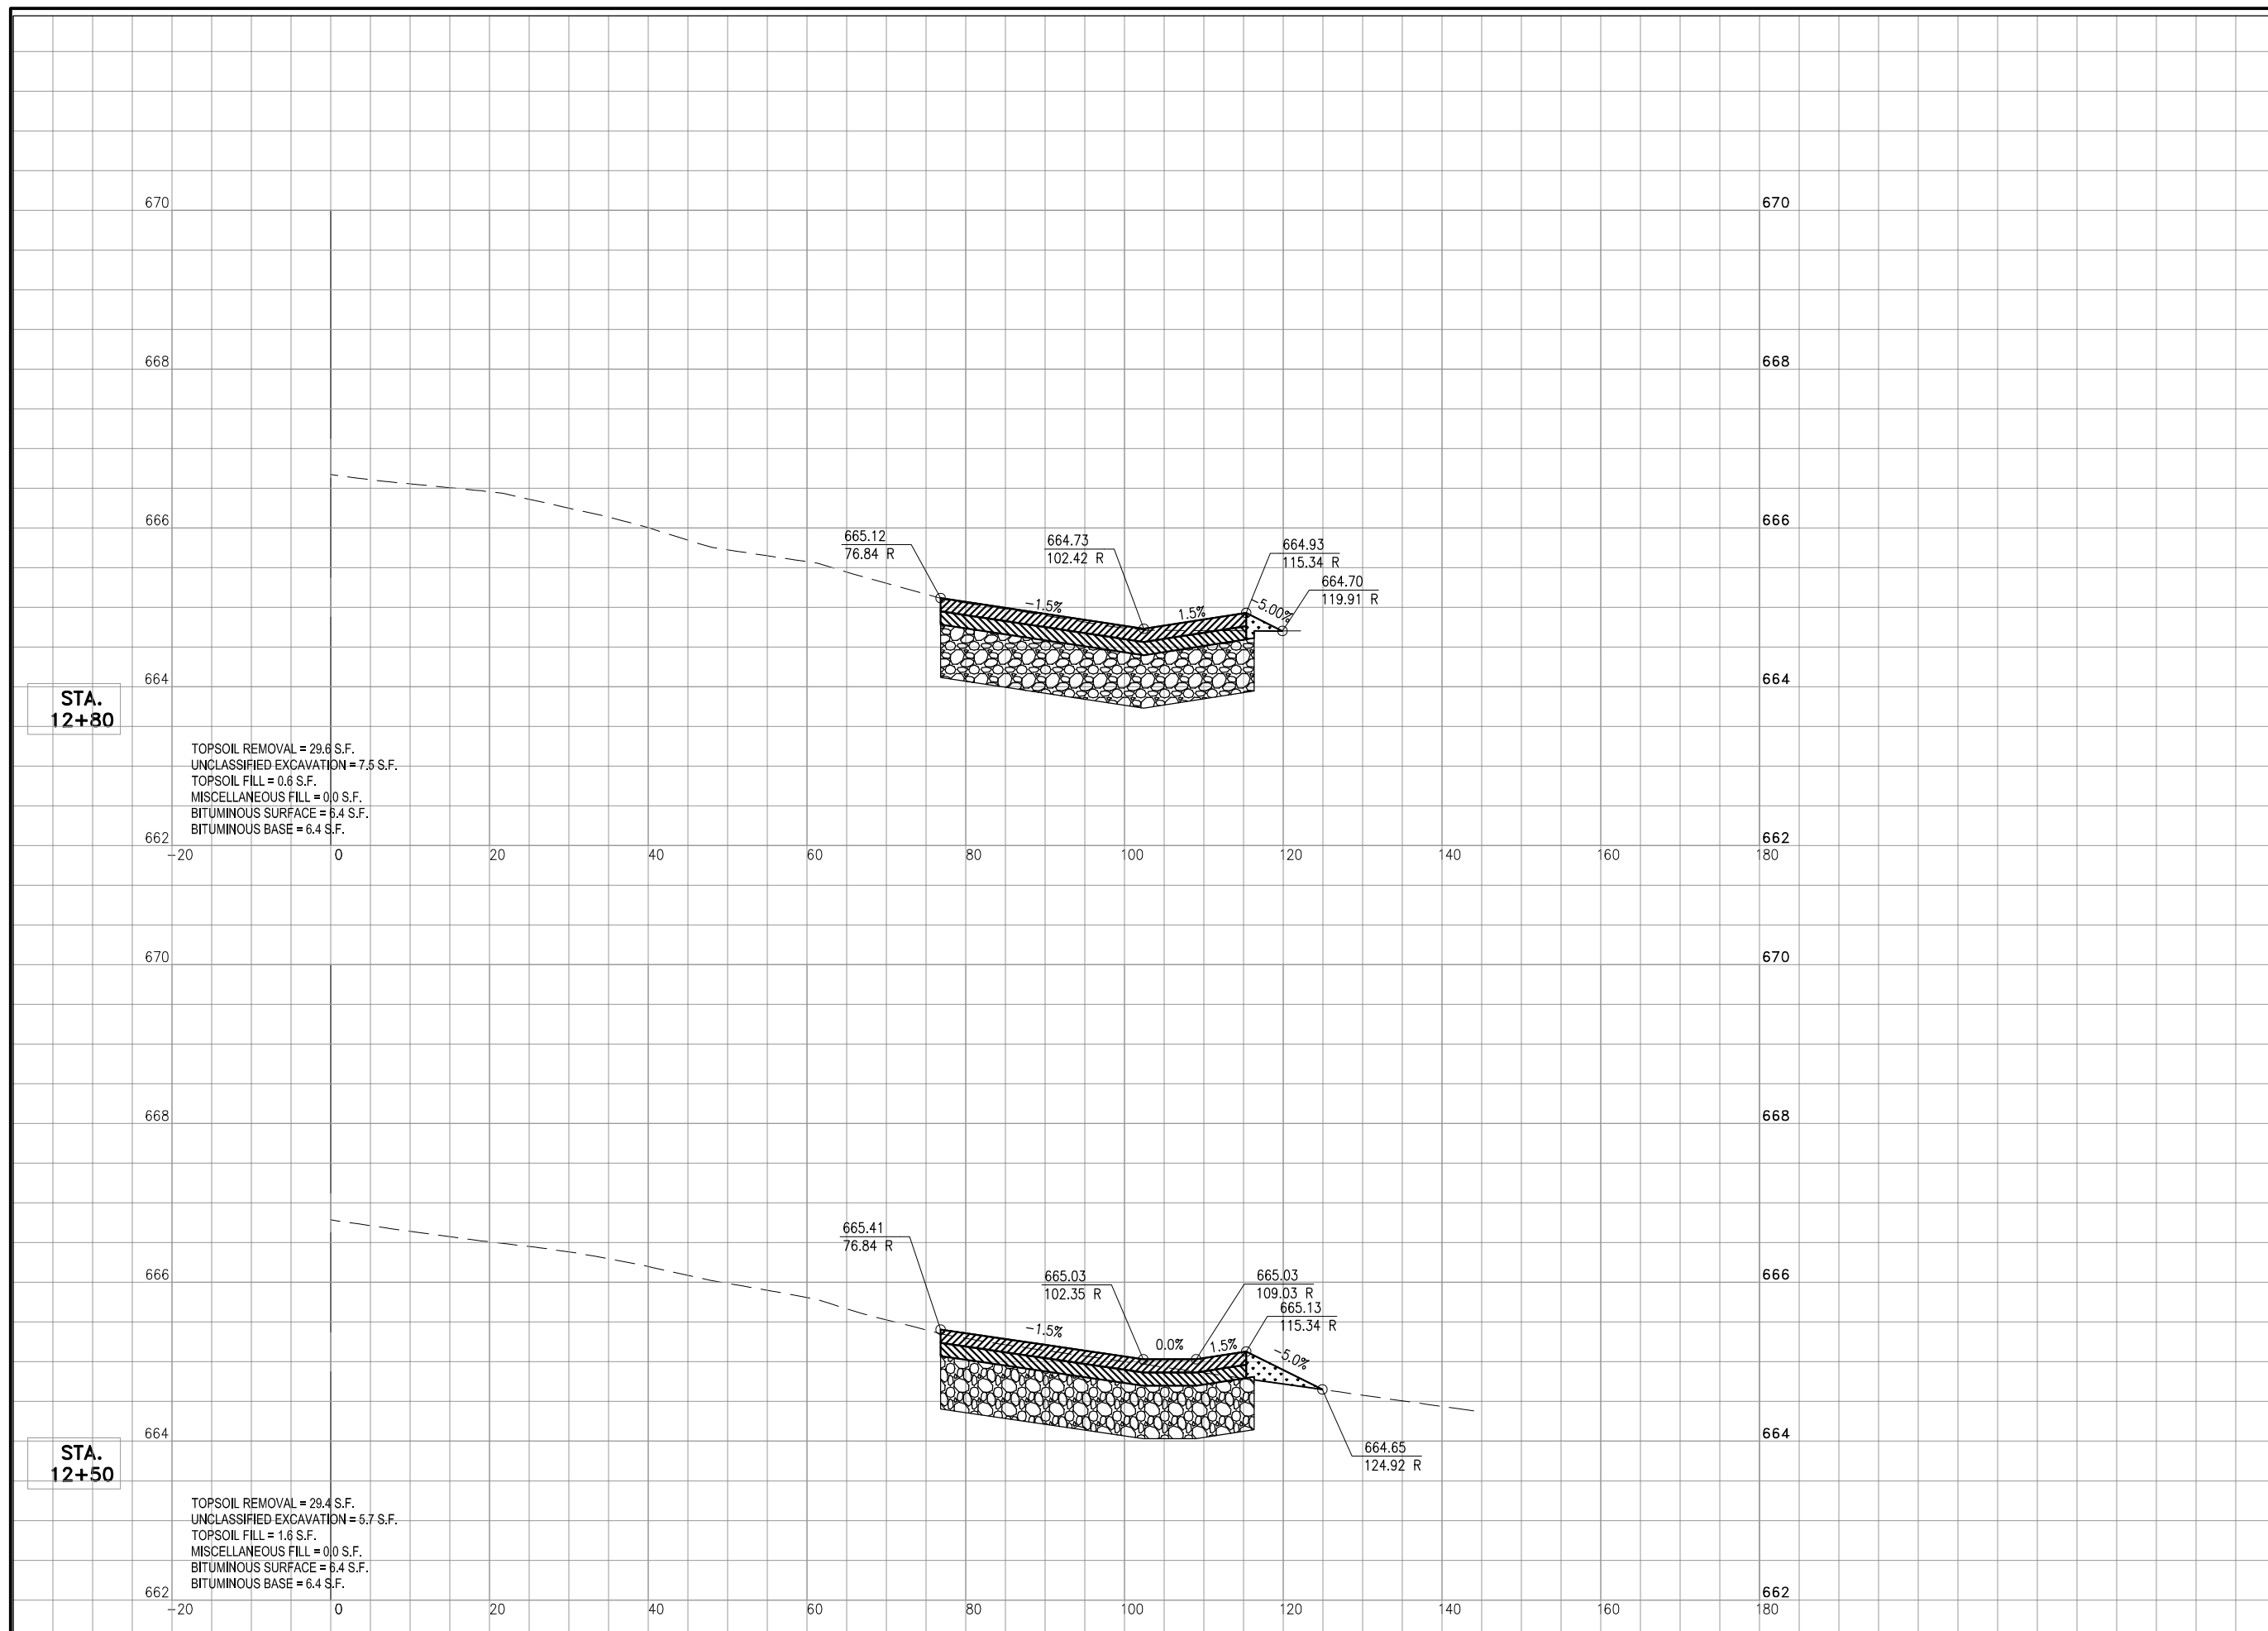 670 670
668 668
666 666
665.12
76.84 R
664.73
102.42 R
664.93
115.34 R
664.70
119.91 R
-1.5% 1.5% -5.00%
664 664
STA.
12+80
TOPSOIL REMOVAL = 29.6 S.F.
UNCLASSIFIED EXCAVATION = 7.5 S.F.
TOPSOIL FILL = 0.6 S.F.
MISCELLANEOUS FILL = 0.0 S.F.
BITUMINOUS SURFACE = 6.4 S.F.
BITUMINOUS BASE = 6.4 S.F.
662 662
-20 0 20 40 60 80 100 120 140 160 180
670 670
668 668
665.41
76.84 R
666 666
665.03
102.35 R
665.03
109.03 R
665.13
115.34 R
-1.5% 0.0% 1.5% -5.0%
664 664
664.65
124.92 R
STA.
12+50
TOPSOIL REMOVAL = 29.4 S.F.
UNCLASSIFIED EXCAVATION = 5.7 S.F.
TOPSOIL FILL = 1.6 S.F.
MISCELLANEOUS FILL = 0.0 S.F.
BITUMINOUS SURFACE = 6.4 S.F.
BITUMINOUS BASE = 6.4 S.F.
662 662
-20 0 20 40 60 80 100 120 140 160 180